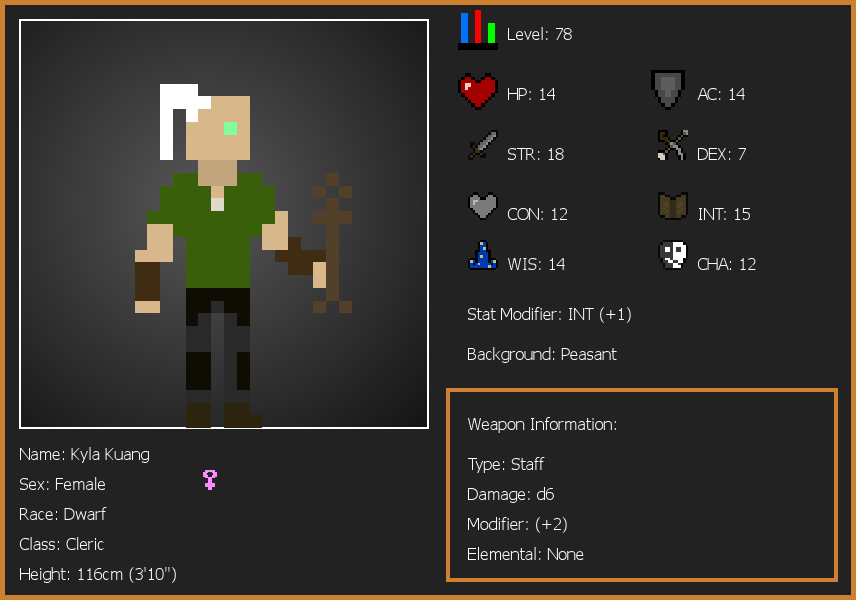 Level: 78
HP: 14
AC: 14
STR: 18
DEX: 7
CON: 12
INT: 15
WIS: 14
CHA: 12
Stat Modifier: INT (+1)
Background: Peasant
Weapon Information:
Type: Staff
Damage: d6
Modifier: (+2)
Elemental: None
Name: Kyla Kuang
Sex: Female
Race: Dwarf
Class: Cleric
Height: 116cm (3'10")